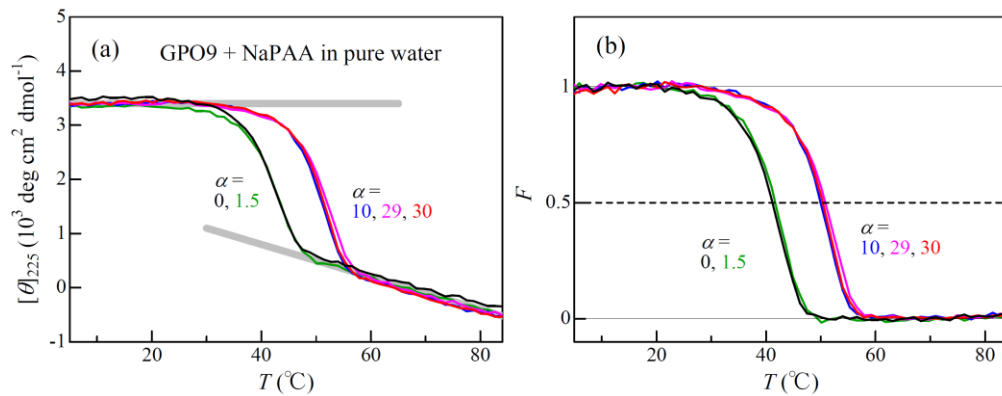 (a)
GPO9 + NaPAA in pure water
[θ]225 (10³ deg cm² dmol⁻¹)
5
4
3
2
1
0
-1
α =
0, 1.5
α =
10, 29, 30
20
40
60
80
T (℃)
(b)
F
1
0.5
0
α =
0, 1.5
α =
10, 29, 30
20
40
60
80
T (℃)